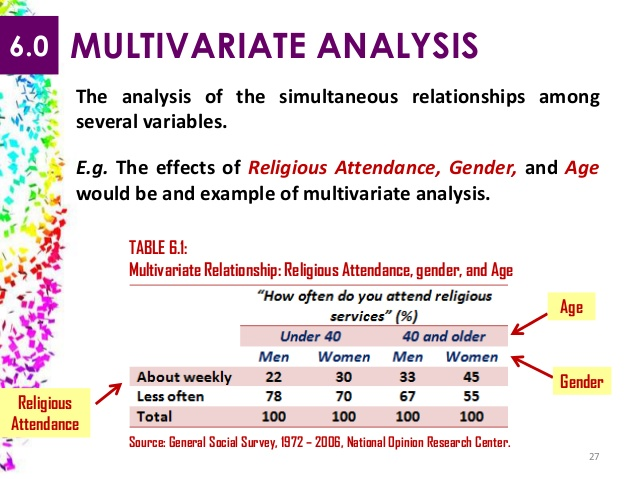 6.0 MULTIVARIATE ANALYSIS
The analysis of the simultaneous relationships among
several variables.
E.g. The effects of Religious Attendance, Gender, and Age
would be and example of multivariate analysis.
TABLE 6.1:
Multivariate Relationship: Religious Attendance, gender, and Age
“How often do you attend religious
services” (%)
Under 40 40 and older
Men Women Men Women
About weekly 22 30 33 45
Less often 78 70 67 55
Total 100 100 100 100
Age
Gender
Religious
Attendance
Source: General Social Survey, 1972 – 2006, National Opinion Research Center.
27